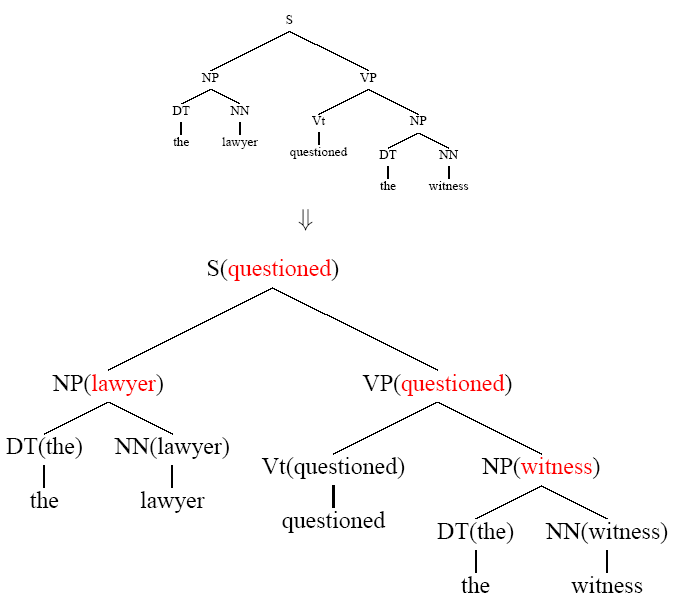 S
NP VP
DT NN Vt NP
the lawyer questioned DT NN
the witness
⇓
S(questioned)
NP(lawyer) VP(questioned)
DT(the) NN(lawyer) Vt(questioned) NP(witness)
the lawyer questioned
DT(the) NN(witness)
the witness